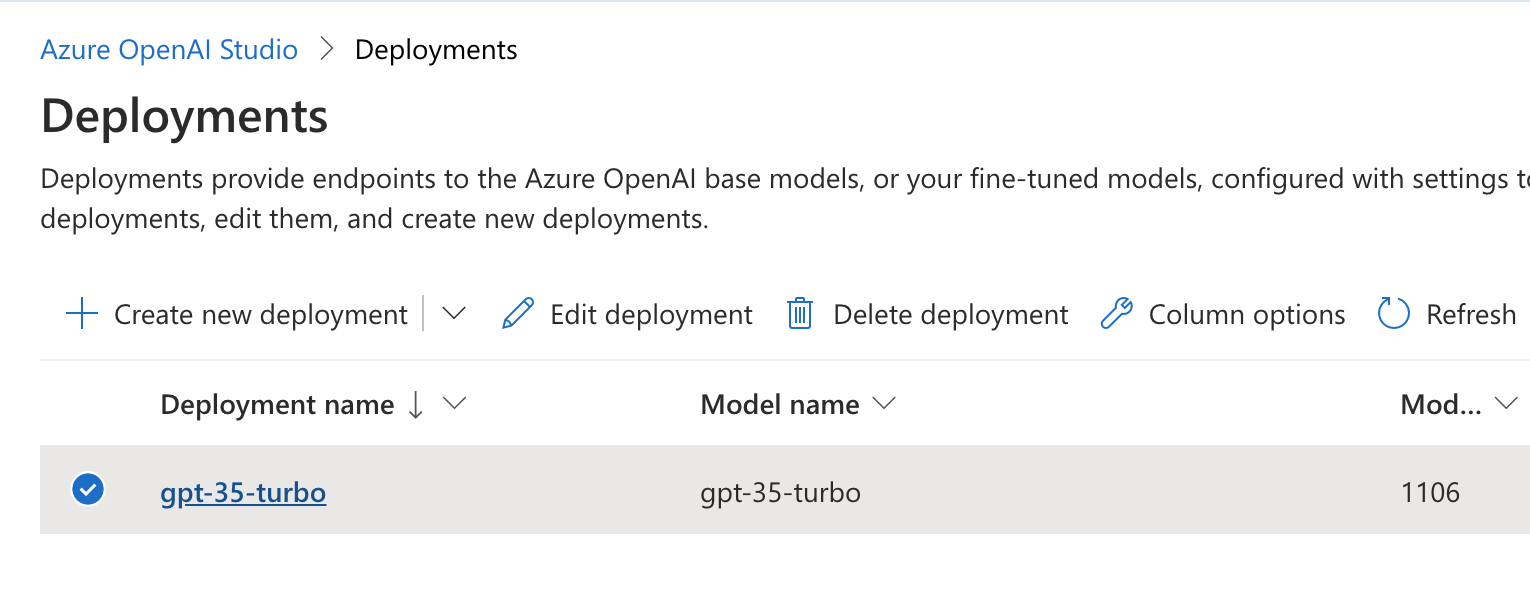 Azure OpenAI Studio > Deployments
Deployments
Deployments provide endpoints to the Azure OpenAI base models, or your fine-tuned models, configured with settings
deployments, edit them, and create new deployments.
Create new deployment Edit deployment Delete deployment Column options Refresh
Deployment name Model name Mod...
gpt-35-turbo gpt-35-turbo 1106